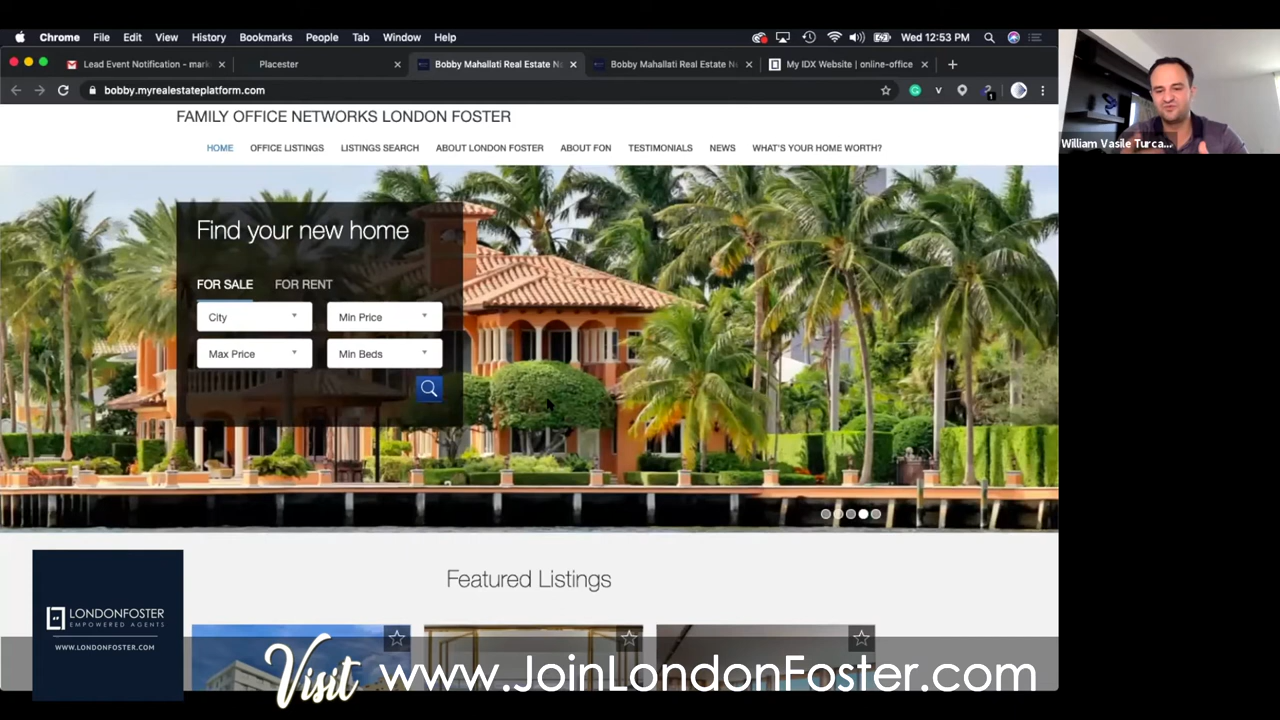 Chrome File Edit View History Bookmarks People Tab Window Help Wed 12:53 PM
Lead Event Notification - mark
Placester
Bobby Mahallati Real Estate N
Bobby Mahallati Real Estate N
My IDX Website | online-office
bobby.myrealestateplatform.com
William Vasile Turca...
FAMILY OFFICE NETWORKS LONDON FOSTER
HOME OFFICE LISTINGS LISTINGS SEARCH ABOUT LONDON FOSTER ABOUT FON TESTIMONIALS NEWS WHAT'S YOUR HOME WORTH?
Find your new home
FOR SALE FOR RENT
City Min Price
Max Price Min Beds
Featured Listings
LONDONFOSTER
EMPOWERED AGENTS
WWW.LONDONFOSTER.COM
Visit www.JoinLondonFoster.com